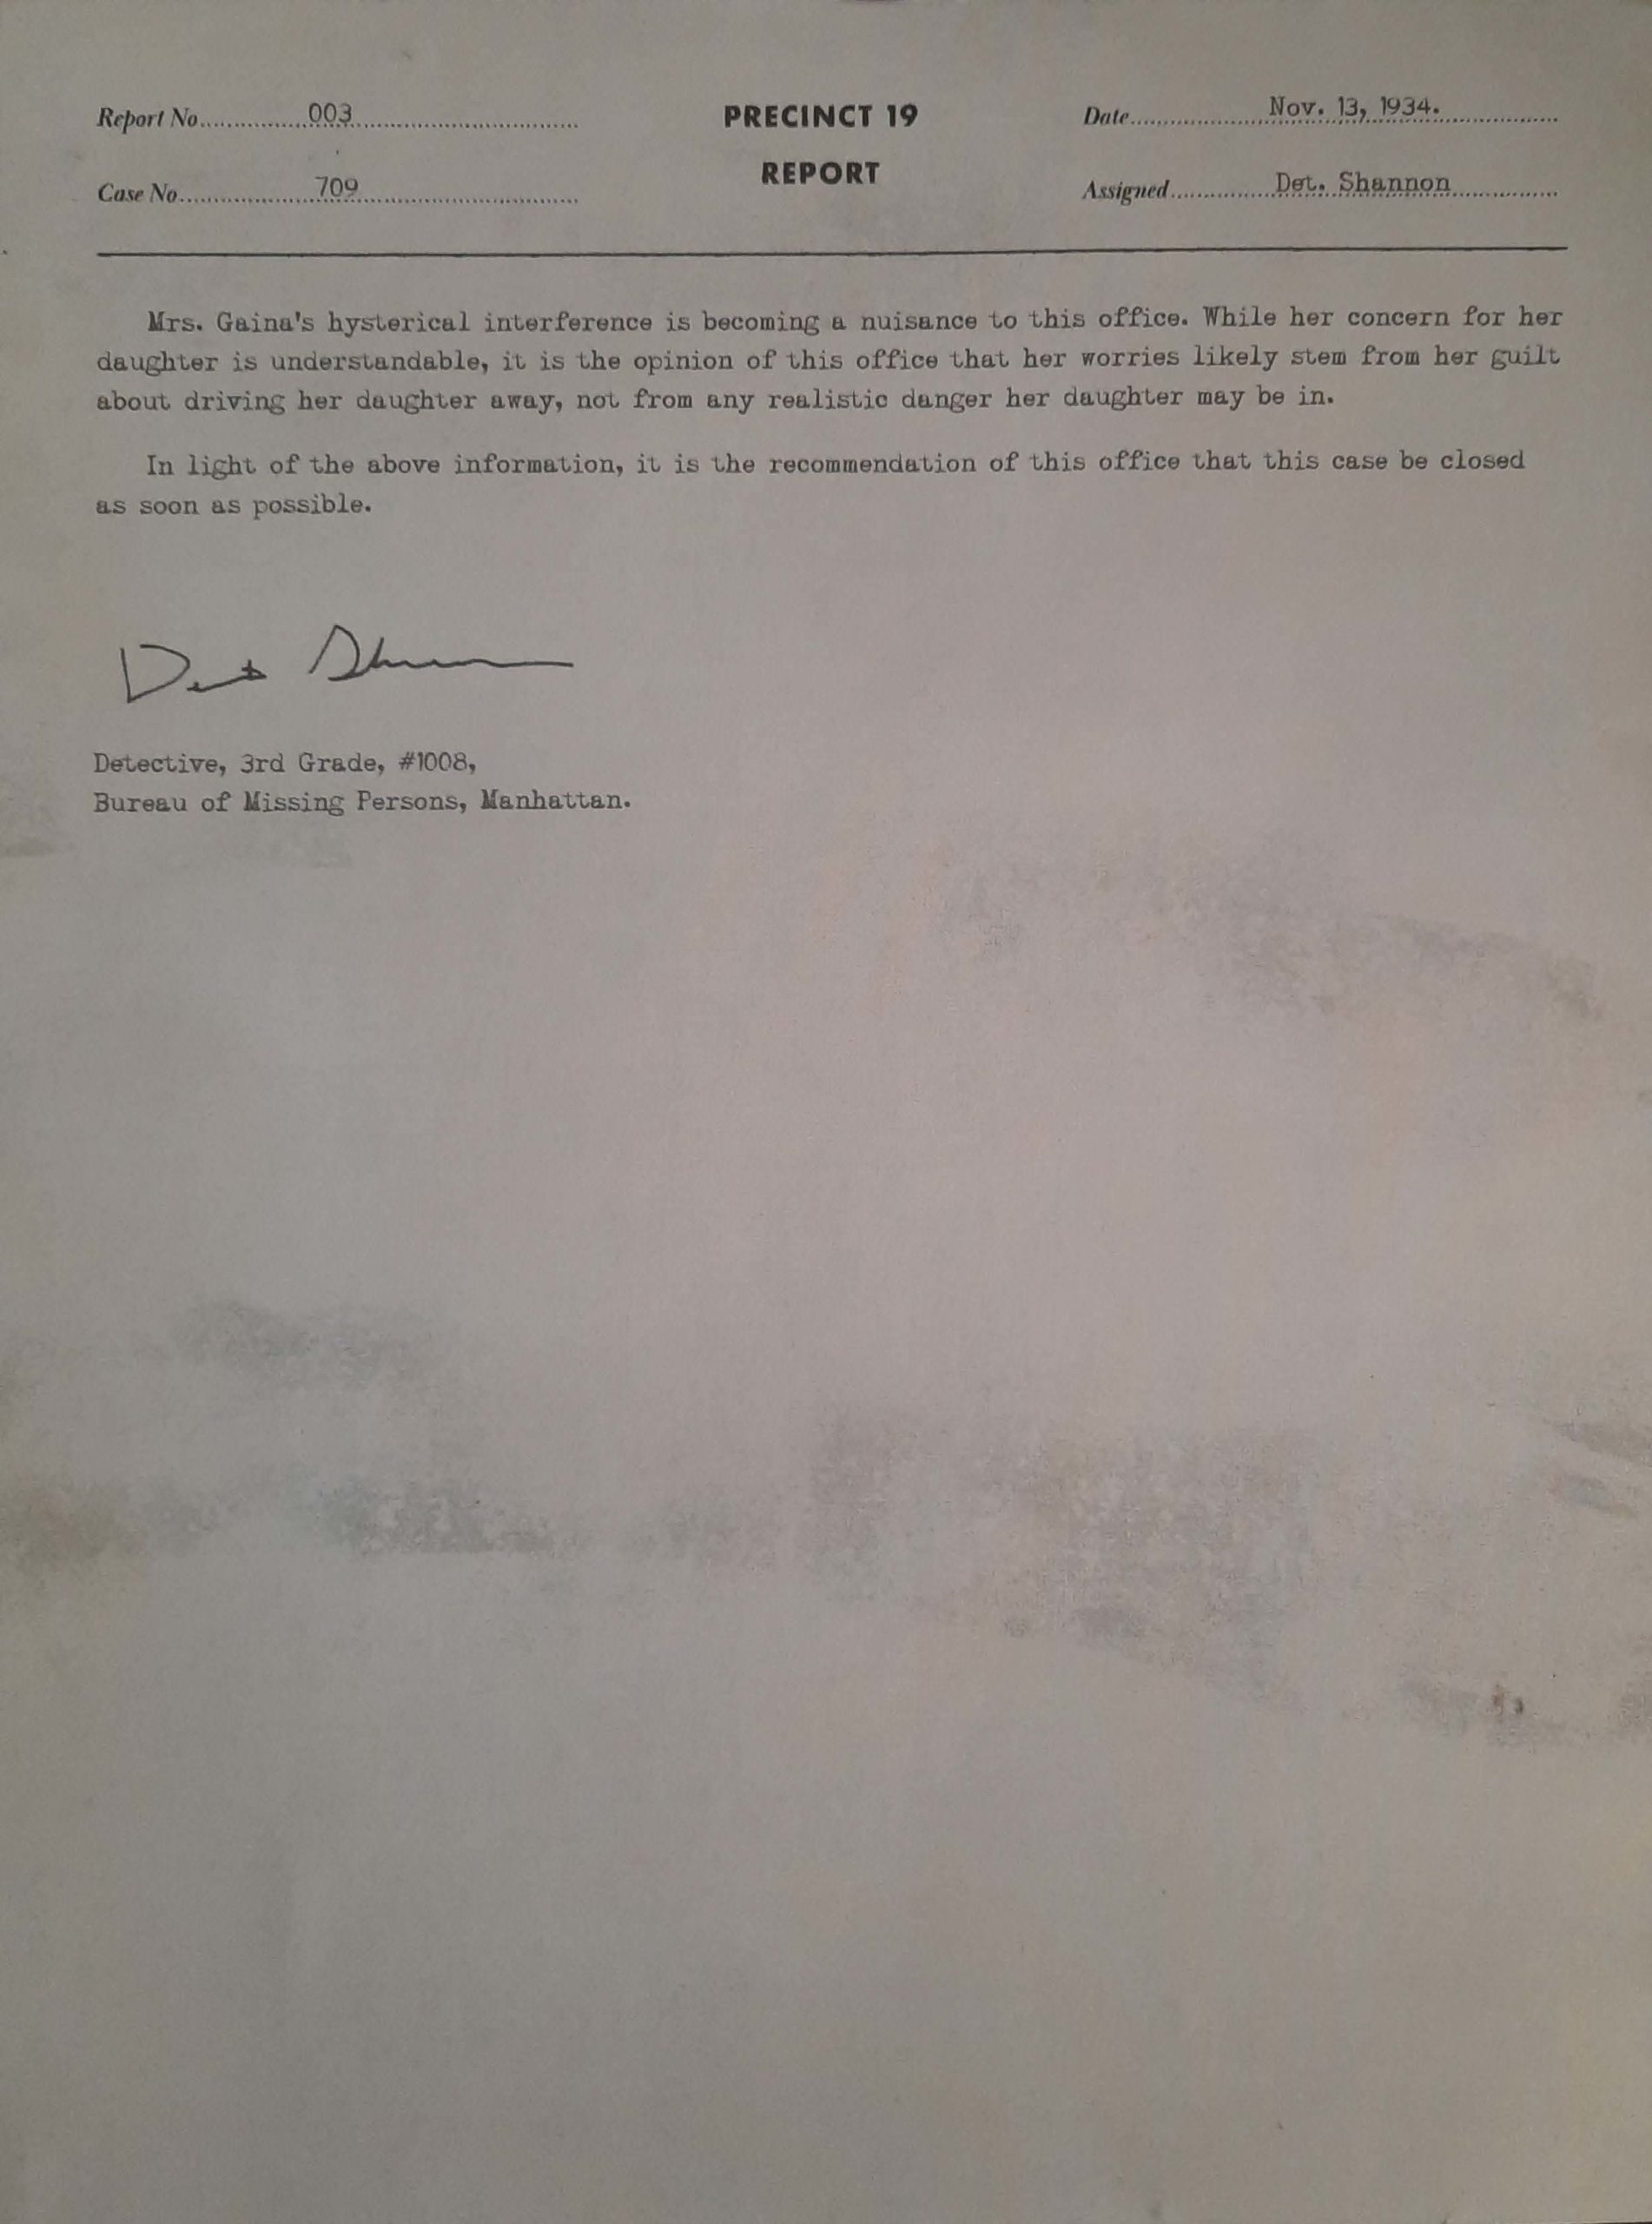 Report No. 003
PRECINCT 19
Date Nov. 13, 1934.
REPORT
Case No. 709
Assigned Det. Shannon
Mrs. Gaina's hysterical interference is becoming a nuisance to this office. While her concern for her
daughter is understandable, it is the opinion of this office that her worries likely stem from her guilt
about driving her daughter away, not from any realistic danger her daughter may be in.
In light of the above information, it is the recommendation of this office that this case be closed
as soon as possible.
Det Shannon
Detective, 3rd Grade, #1008,
Bureau of Missing Persons, Manhattan.